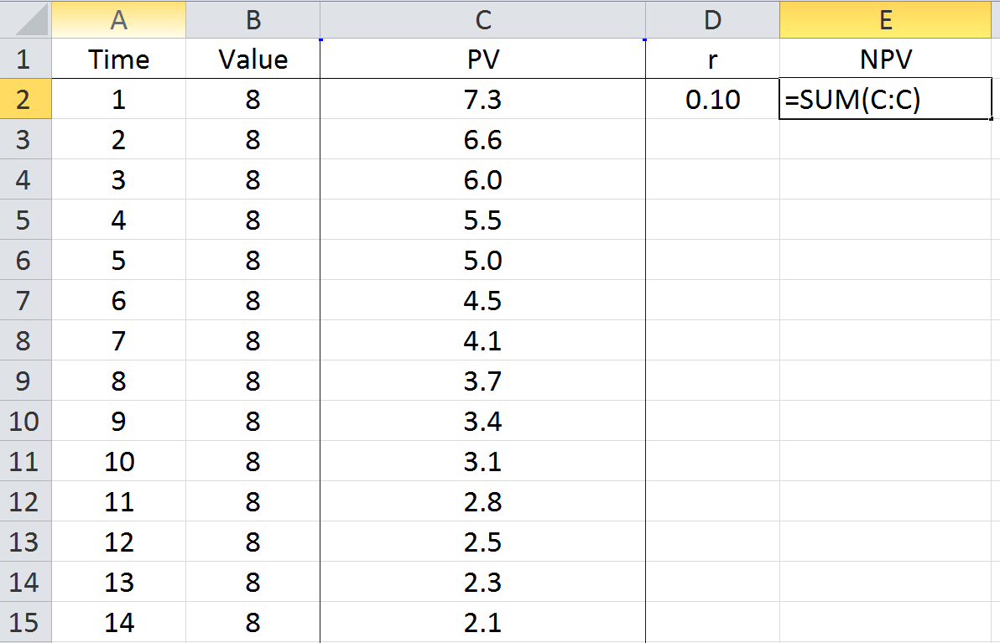 A B C D E
1 Time Value PV r NPV
2 1 8 7.3 0.10 =SUM(C:C)
3 2 8 6.6
4 3 8 6.0
5 4 8 5.5
6 5 8 5.0
7 6 8 4.5
8 7 8 4.1
9 8 8 3.7
10 9 8 3.4
11 10 8 3.1
12 11 8 2.8
13 12 8 2.5
14 13 8 2.3
15 14 8 2.1